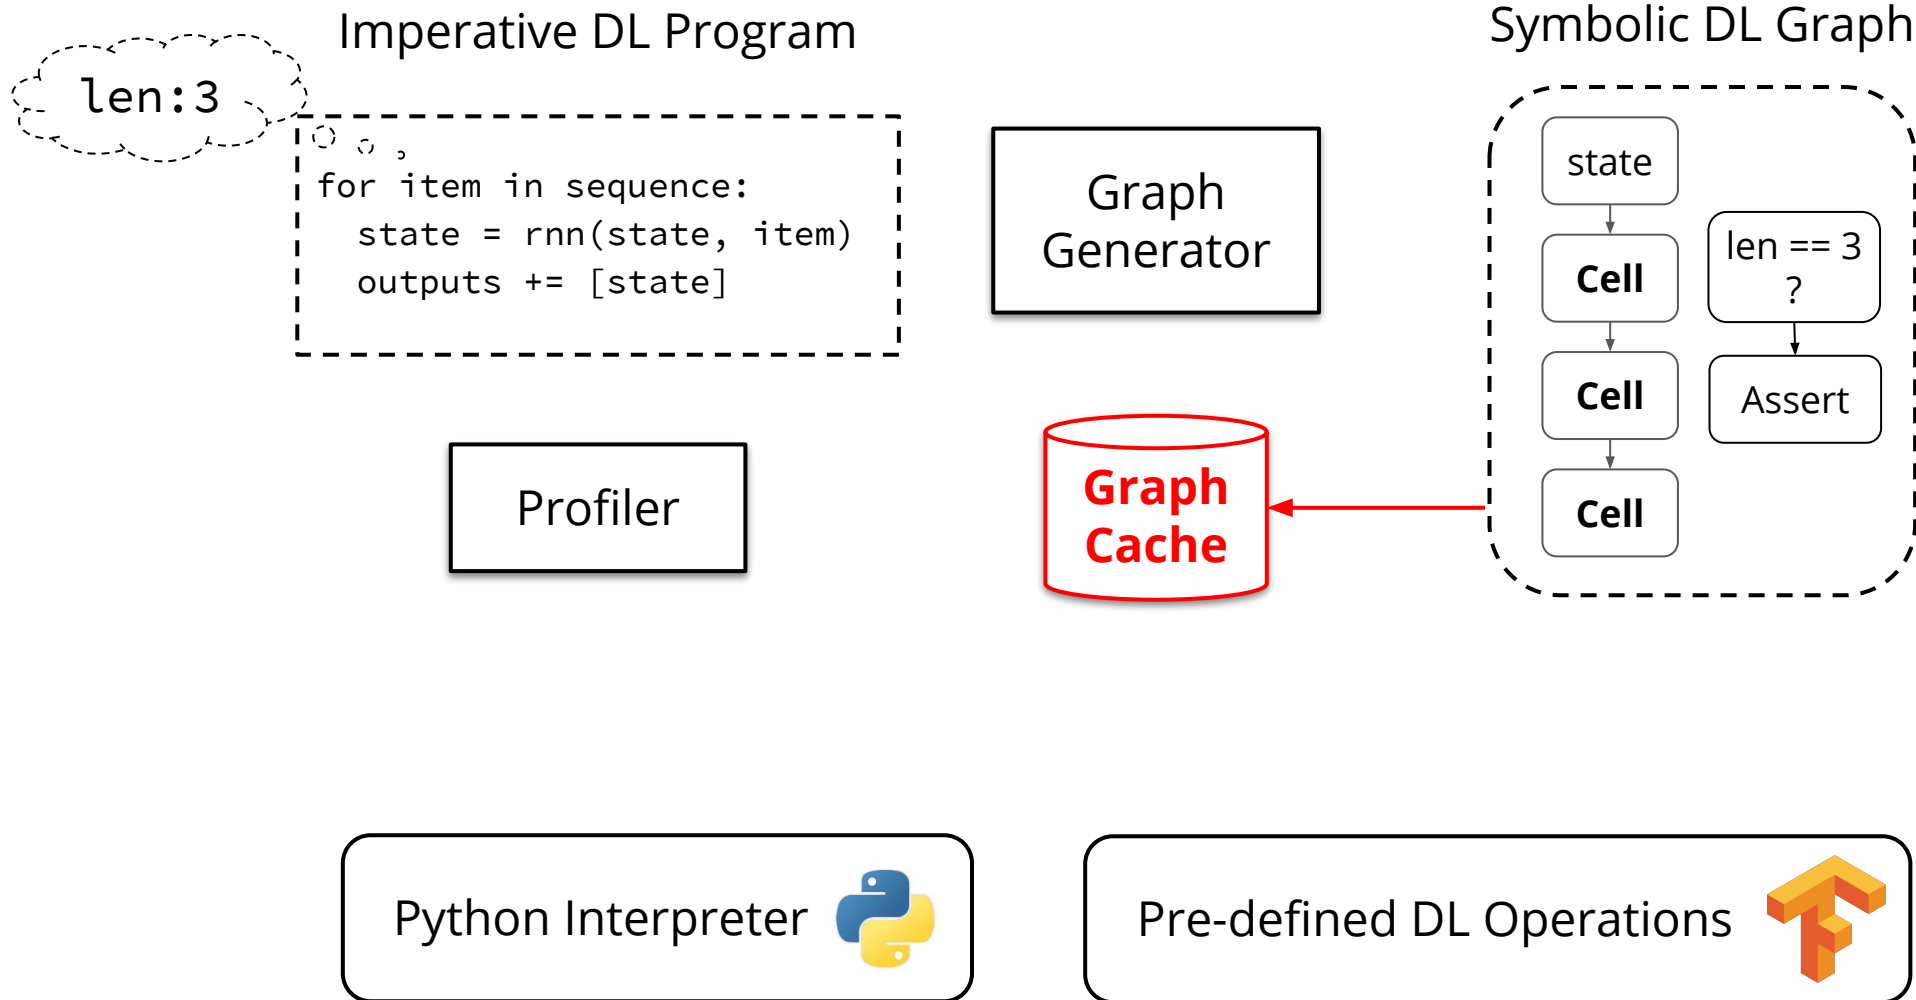 Imperative DL Program
Symbolic DL Graph
len:3
for item in sequence:
  state = rnn(state, item)
  outputs += [state]
Graph
Generator
state
Cell
Cell
Cell
len == 3
?
Assert
Profiler
Graph
Cache
Python Interpreter
Pre-defined DL Operations